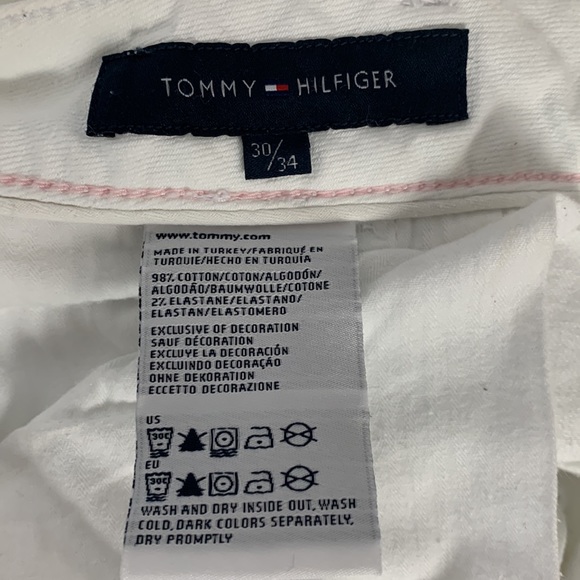 TOMMY HILFIGER
30/34
www.tommy.com
MADE IN TURKEY/FABRIQUÉ EN
TURQUIE/HECHO EN TURQUÍA
98% COTTON/COTON/ALGODÓN/
ALGODÃO/BAUMWOLLE/COTONE
2% ELASTANE/ELASTANO/
ELASTAN/ELASTOMERO
EXCLUSIVE OF DECORATION
SAUF DÉCORATION
EXCLUYE LA DECORACIÓN
EXCLUINDO DECORAÇÃO
OHNE DEKORATION
ECCETTO DECORAZIONE
US
30C
EU
30C
WASH AND DRY INSIDE OUT, WASH
COLD, DARK COLORS SEPARATELY,
DRY PROMPTLY